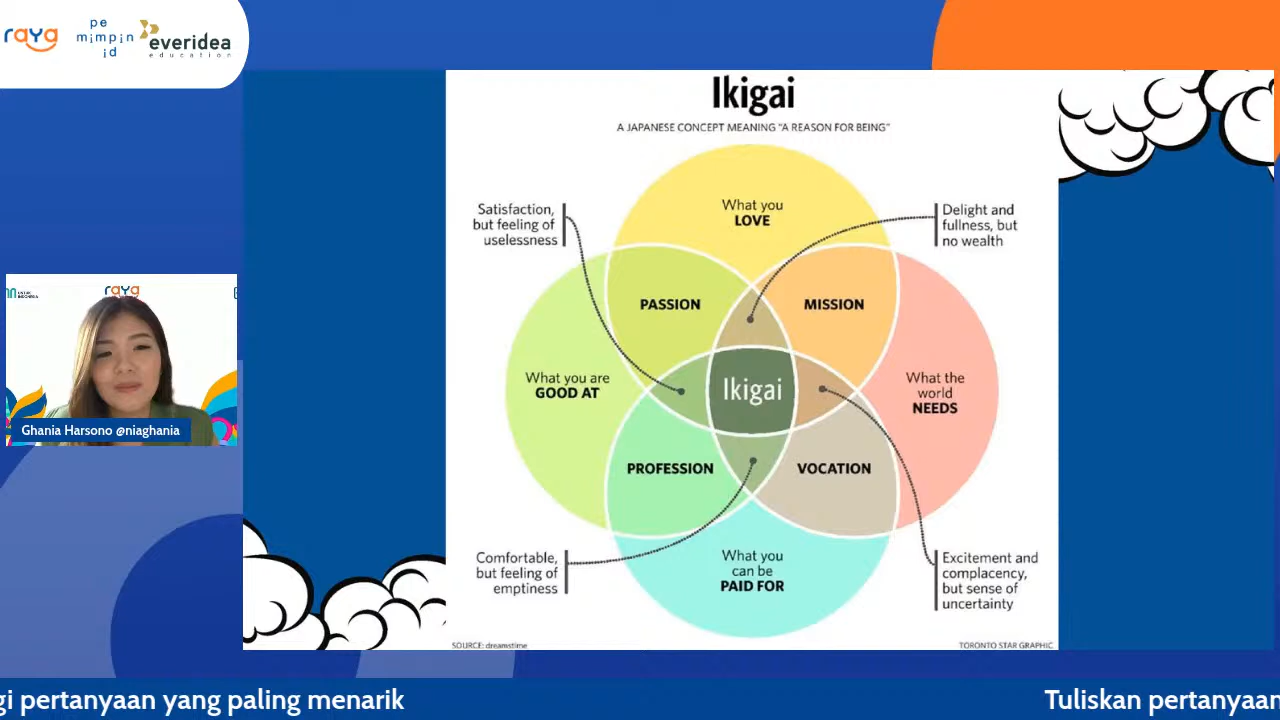 raya
pe
mimpin
id
everidea
education
Ikigai
A JAPANESE CONCEPT MEANING "A REASON FOR BEING"
What you
LOVE
Satisfaction,
but feeling of
uselessness
Delight and
fullness, but
no wealth
PASSION
MISSION
What you are
GOOD AT
Ikigai
What the
world
NEEDS
PROFESSION
VOCATION
Comfortable,
but feeling of
emptiness
What you
can be
PAID FOR
Excitement and
complacency,
but sense of
uncertainty
SOURCE: dreamstime
TORONTO STAR GRAPHIC
raya
UNTUK
INDONESIA
Ghania Harsono @niaghania
gi pertanyaan yang paling menarik
Tuliskan pertanyaan